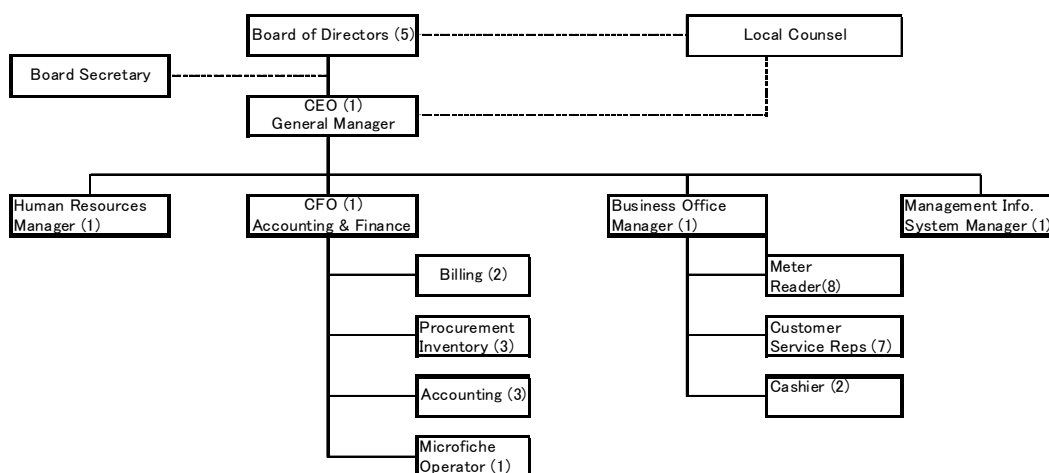 Board of Directors (5)
Local Counsel
Board Secretary
CEO (1)
General Manager
Human Resources
Manager (1)
CFO (1)
Accounting & Finance
Business Office
Manager (1)
Management Info.
System Manager (1)
Billing (2)
Procurement
Inventory (3)
Accounting (3)
Microfiche
Operator (1)
Meter
Reader(8)
Customer
Service Reps (7)
Cashier (2)